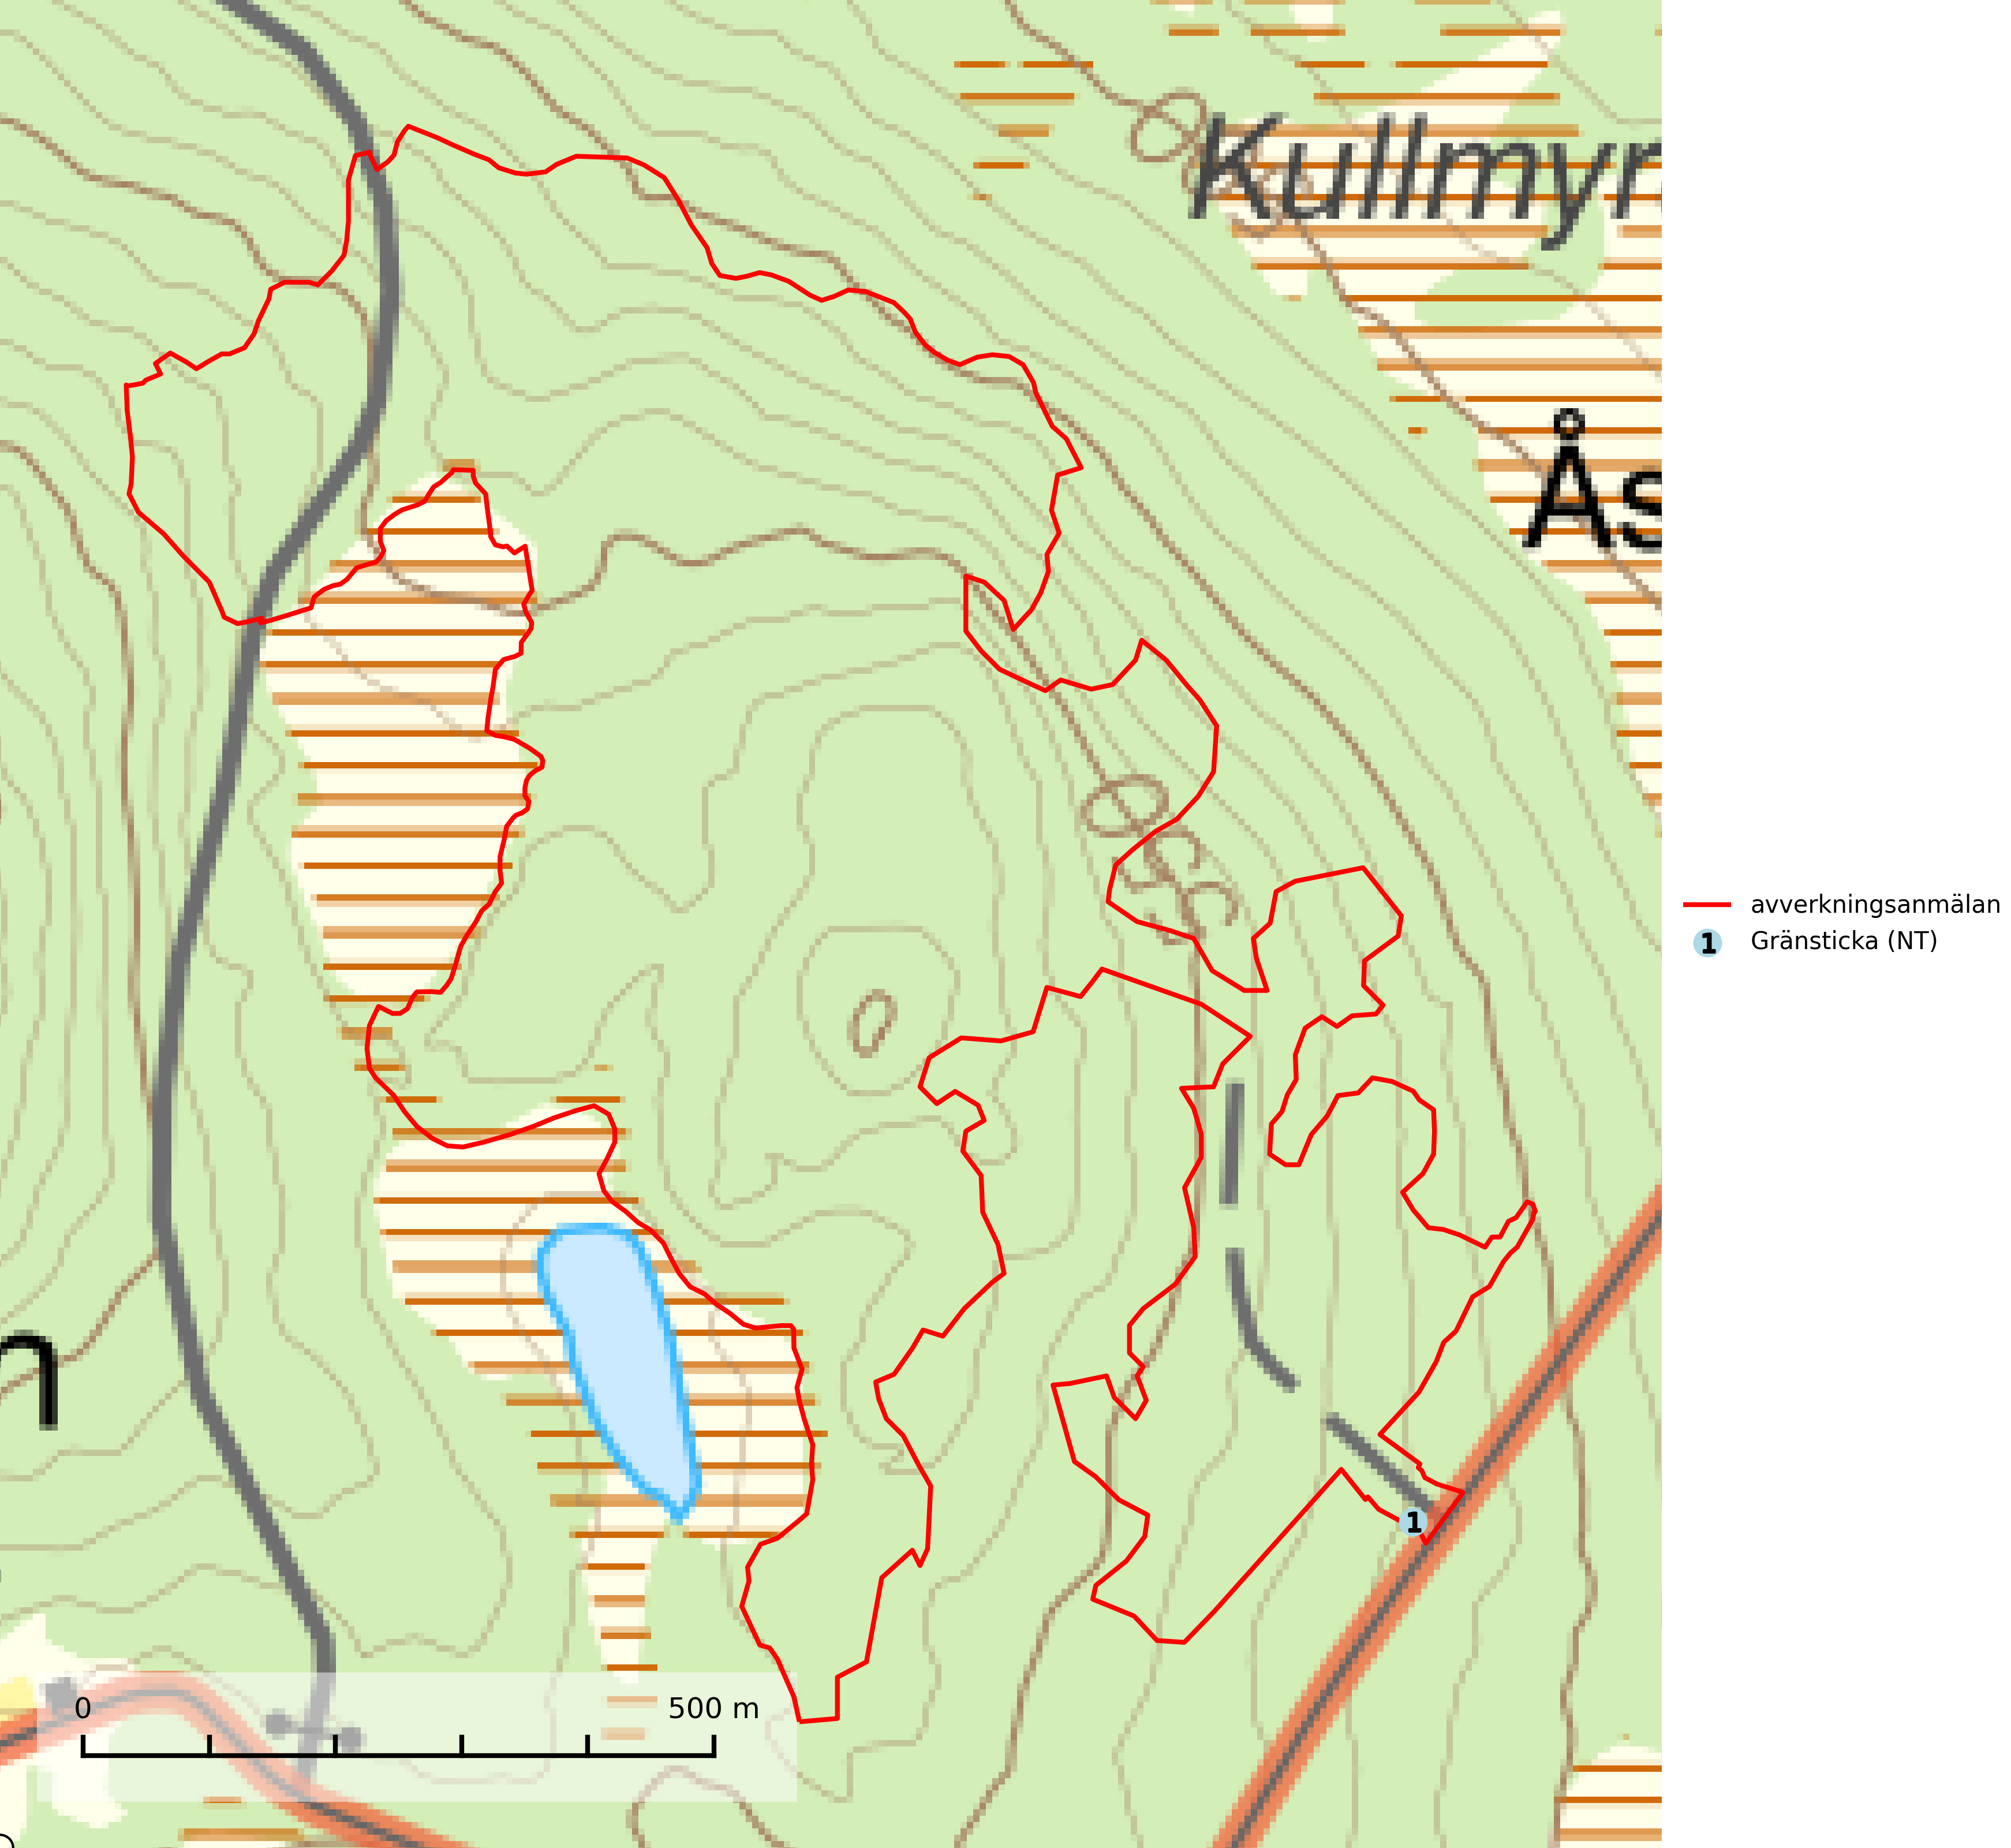 Kullmyr
Ås
avverkningsanmälan
1 Gränsticka (NT)
n
1
0 500 m